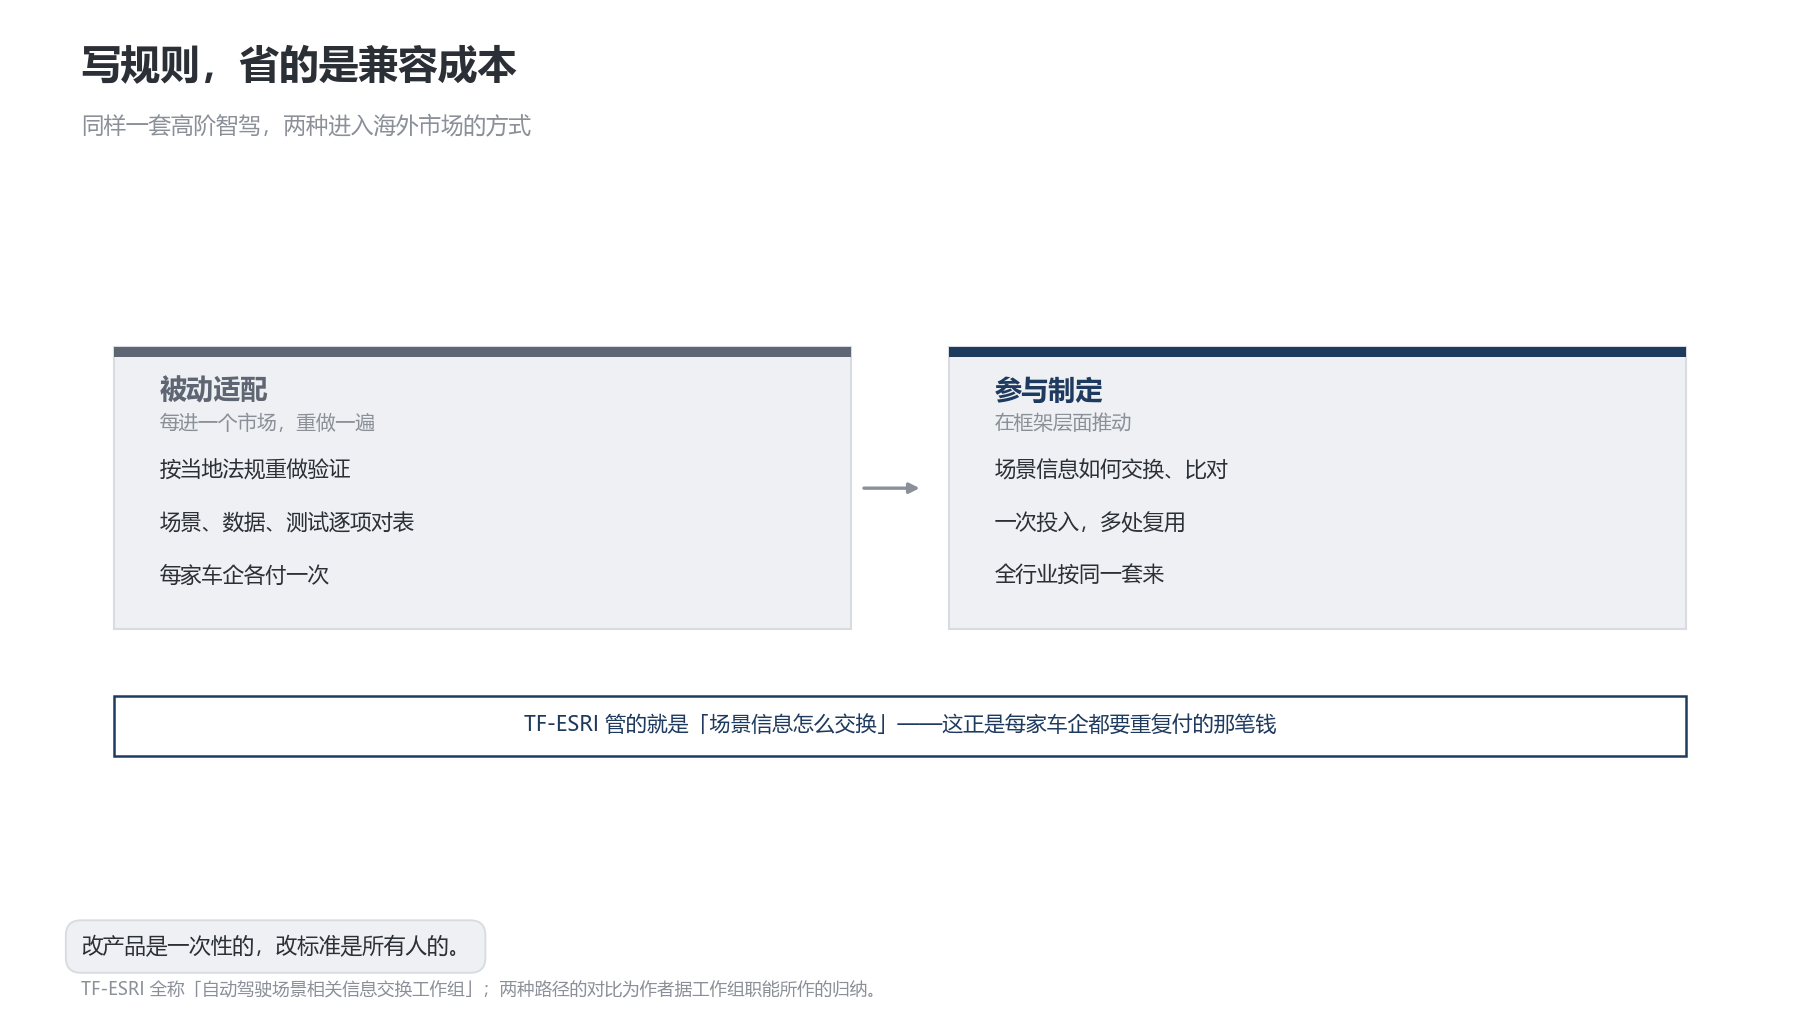 写规则，省的是兼容成本
同样一套高阶智驾，两种进入海外市场的方式
被动适配
每进一个市场，重做一遍
按当地法规重做验证
场景、数据、测试逐项对表
每家车企各付一次
参与制定
在框架层面推动
场景信息如何交换、比对
一次投入，多处复用
全行业按同一套来
TF-ESRI 管的就是「场景信息怎么交换」——这正是每家车企都要重复付的那笔钱
改产品是一次性的，改标准是所有人的。
TF-ESRI 全称「自动驾驶场景相关信息交换工作组」；两种路径的对比为作者据工作组职能所作的归纳。